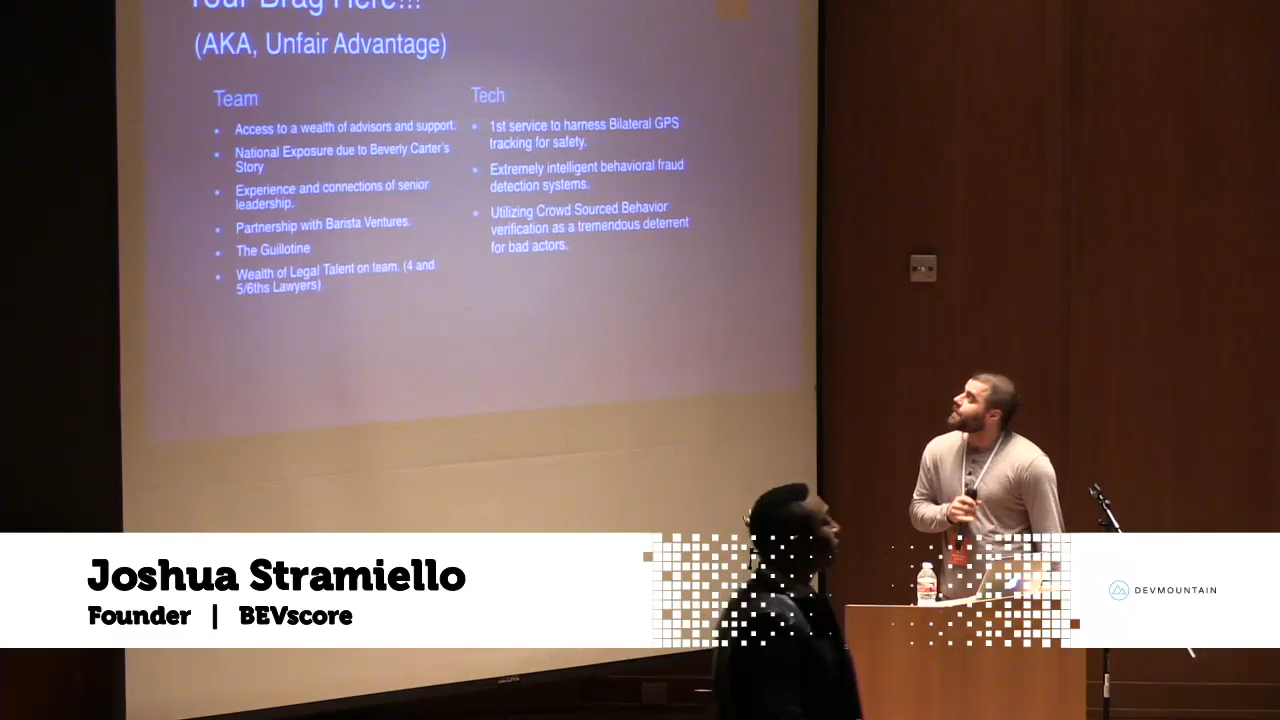 Your Brag Here!!!
(AKA, Unfair Advantage)
Team
Access to a wealth of advisors and support.
National Exposure due to Beverly Carter's
Story
Experience and connections of senior
leadership.
Partnership with Barista Ventures.
The Guillotine
Wealth of Legal Talent on team. (4 and
5/6ths Lawyers)
Tech
1st service to harness Bilateral GPS
tracking for safety.
Extremely intelligent behavioral fraud
detection systems.
Utilizing Crowd Sourced Behavior
verification as a tremendous deterrent
for bad actors.
Joshua Stramiello
Founder | BEVscore
DEVMOUNTAIN